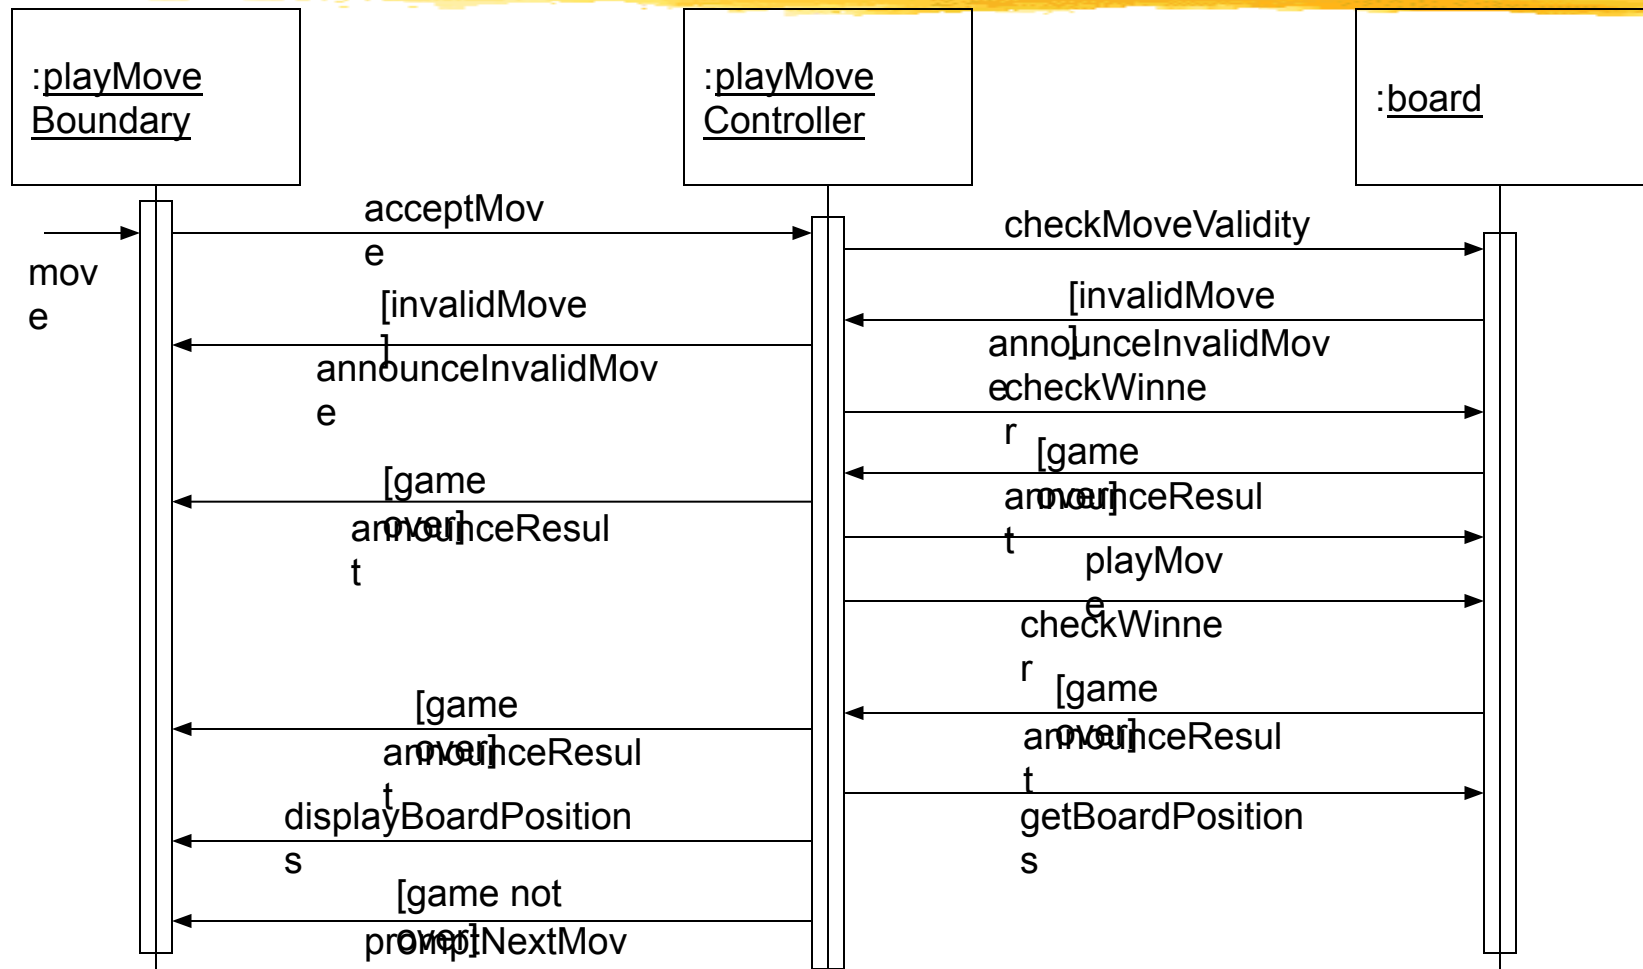 :playMove
Boundary
:playMove
Controller
:board
move
acceptMov
e
checkMoveValidity
[invalidMove
]
announceInvalidMov
e
[invalidMove
]
announceInvalidMov
e
checkWinne
r
[game
over]
announceResul
t
[game
over]
announceResul
t
playMov
e
checkWinne
r
[game
over]
announceResul
t
[game
over]
announceResul
t
getBoardPosition
s
displayBoardPosition
s
[game not
over]
promptNextMov